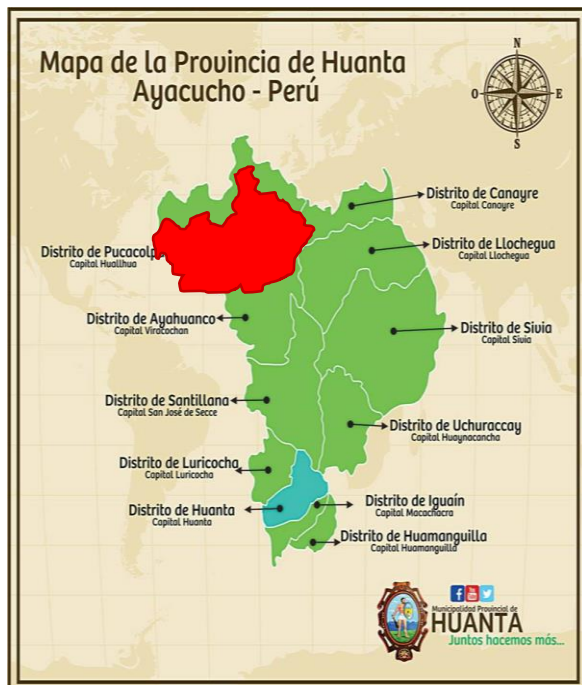 Mapa de la Provincia de Huanta
Ayacucho - Perú
N
O
E
S
Distrito de Canayre
Capital Canayre
Distrito de Llochegua
Capital Llochegua
Distrito de Pucacolp
Capital Huallhua
Distrito de Ayahuanco
Capital Virocochan
Distrito de Sivia
Capital Sivia
Distrito de Santillana
Capital San José de Secce
Distrito de Uchuraccay
Capital Huaynacancha
Distrito de Luricocha
Capital Luricocha
Distrito de Huanta
Capital Huanta
Distrito de Iguaín
Capital Macachacra
Distrito de Huamanguilla
Capital Huamanguilla
Municipalidad Provincial de
HUANTA
Juntos hacemos más...